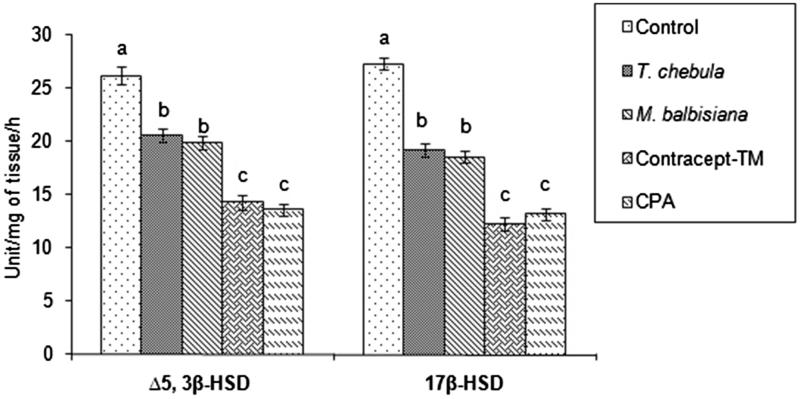 30
25
20
15
10
5
0
Unit/mg of tissue/h
a
b
b
c
c
a
b
b
c
c
Δ5, 3β-HSD
17β-HSD
Control
T. chebula
M. balbisiana
Contracept-TM
CPA